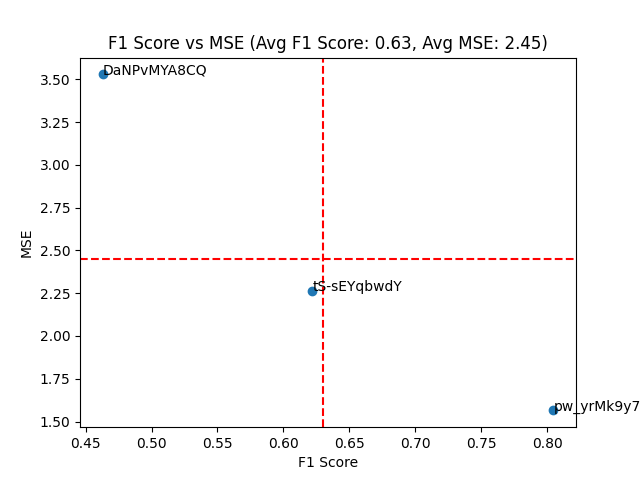 F1 Score vs MSE (Avg F1 Score: 0.63, Avg MSE: 2.45)
DaNPvMYA8CQ
3.50
3.25
3.00
2.75
MSE
2.50
tS-sEYqbwdY
2.25
2.00
1.75
pw_yrMk9y7
1.50
0.45 0.50 0.55 0.60 0.65 0.70 0.75 0.80
F1 Score